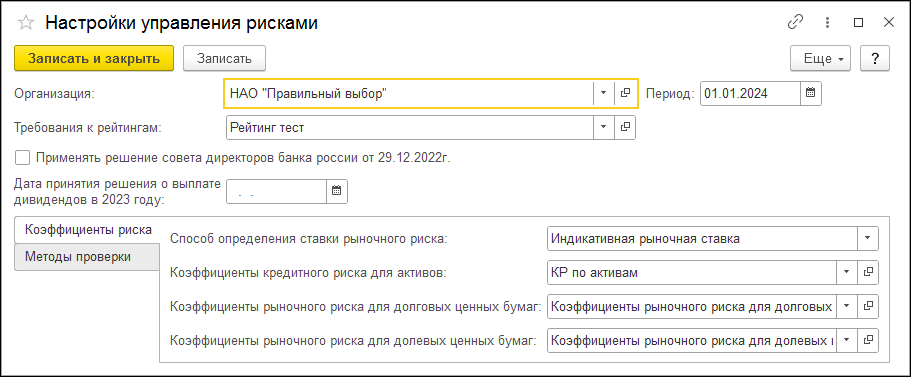 Настройки управления рисками
Записать и закрыть Записать Еще ?
Организация: НАО "Правильный выбор" Период: 01.01.2024
Требования к рейтингам: Рейтинг тест
Применять решение совета директоров банка россии от 29.12.2022г.
Дата принятия решения о выплате
дивидендов в 2023 году: . .
Коэффициенты риска
Методы проверки
Способ определения ставки рыночного риска: Индикативная рыночная ставка
Коэффициенты кредитного риска для активов: КР по активам
Коэффициенты рыночного риска для долговых ценных бумаг: Коэффициенты рыночного риска для долговых
Коэффициенты рыночного риска для долевых ценных бумаг: Коэффициенты рыночного риска для долевых